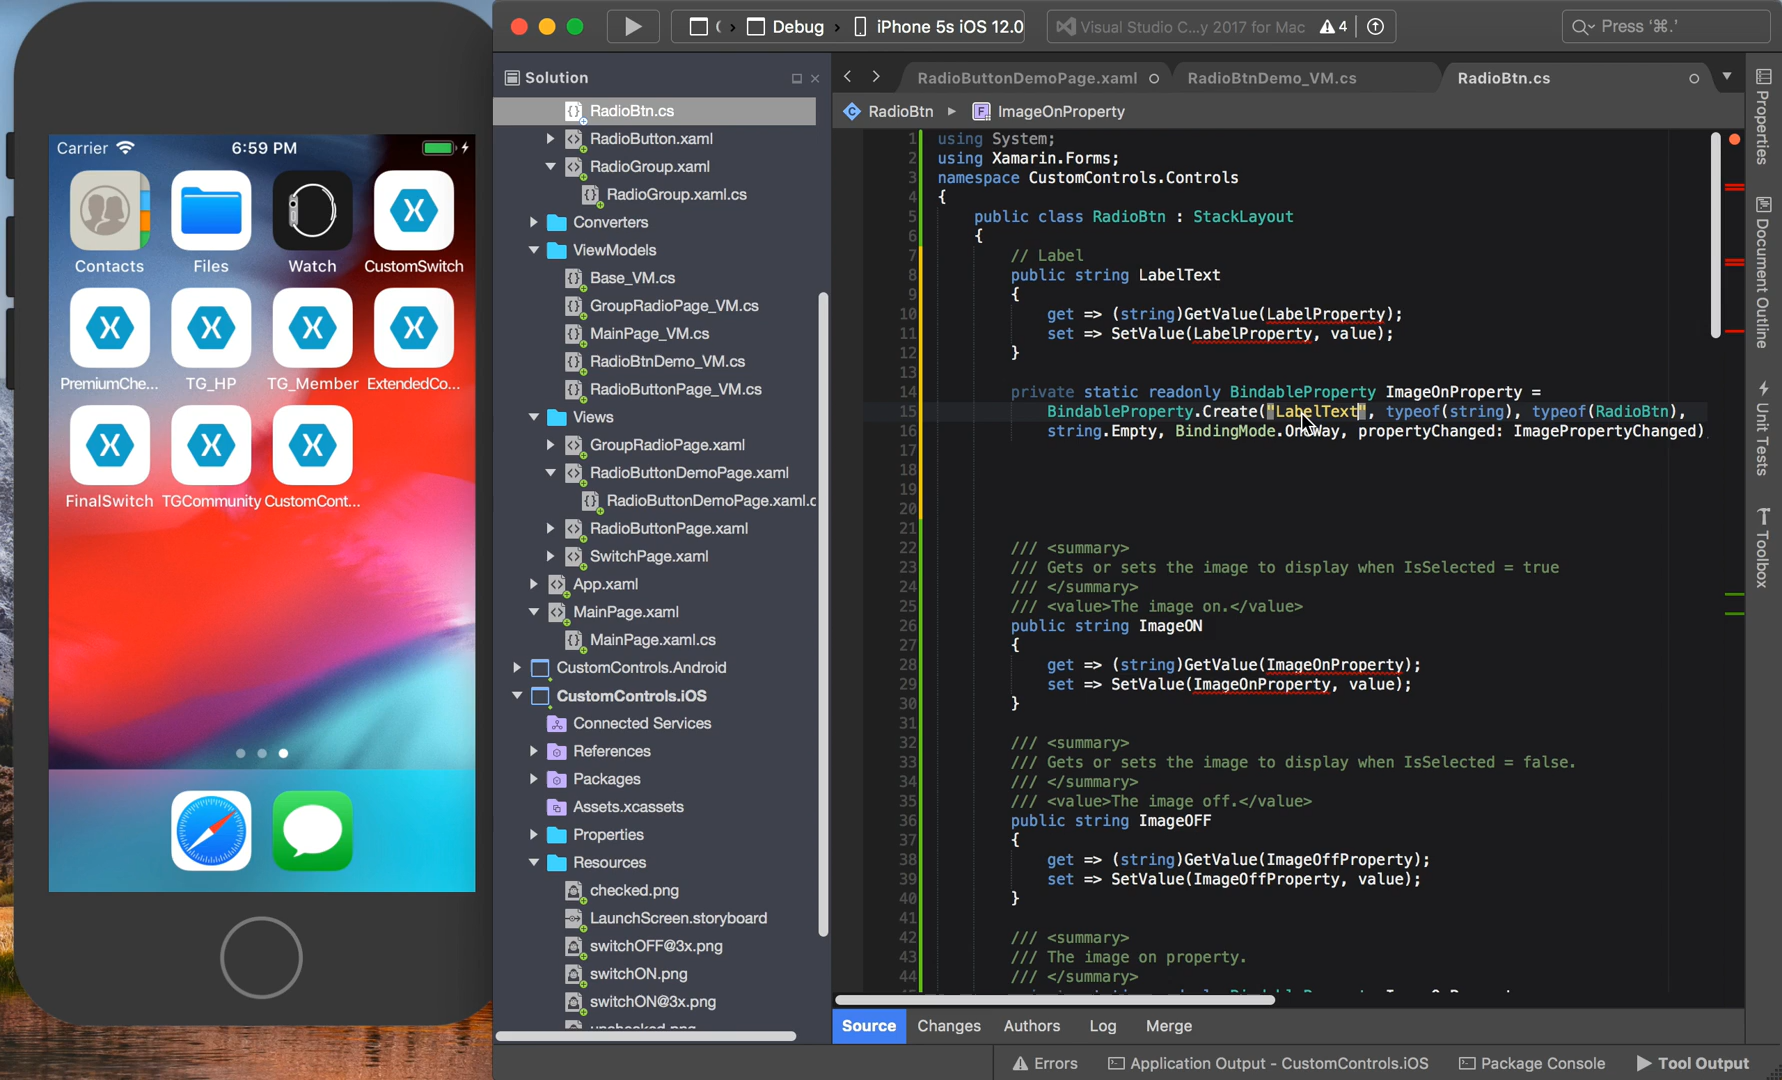 Carrier
6:59 PM
Contacts
Files
Watch
CustomSwitch
PremiumChe...
TG_HP
TG_Member
ExtendedCo...
FinalSwitch
TGCommunity
CustomCont...
Debug
iPhone 5s iOS 12.0
Visual Studio C...y 2017 for Mac
4
Press '⌘.'
Solution
RadioBtn.cs
RadioButton.xaml
RadioGroup.xaml
RadioGroup.xaml.cs
Converters
ViewModels
Base_VM.cs
GroupRadioPage_VM.cs
MainPage_VM.cs
RadioBtnDemo_VM.cs
RadioButtonPage_VM.cs
Views
GroupRadioPage.xaml
RadioButtonDemoPage.xaml
RadioButtonDemoPage.xaml.c
RadioButtonPage.xaml
SwitchPage.xaml
App.xaml
MainPage.xaml
MainPage.xaml.cs
CustomControls.Android
CustomControls.iOS
Connected Services
References
Packages
Assets.xcassets
Properties
Resources
checked.png
LaunchScreen.storyboard
switchOFF@3x.png
switchON.png
switchON@3x.png
RadioButtonDemoPage.xaml
RadioBtnDemo_VM.cs
RadioBtn.cs
RadioBtn
ImageOnProperty
1 using System;
2 using Xamarin.Forms;
3 namespace CustomControls.Controls
4 {
5 public class RadioBtn : StackLayout
6 {
7 // Label
8 public string LabelText
9 {
10 get => (string)GetValue(LabelProperty);
11 set => SetValue(LabelProperty, value);
12 }
13
14 private static readonly BindableProperty ImageOnProperty =
15 BindableProperty.Create("LabelText", typeof(string), typeof(RadioBtn),
16 string.Empty, BindingMode.OneWay, propertyChanged: ImagePropertyChanged)
17
18
19
20
21
22 /// <summary>
23 /// Gets or sets the image to display when IsSelected = true
24 /// </summary>
25 /// <value>The image on.</value>
26 public string ImageON
27 {
28 get => (string)GetValue(ImageOnProperty);
29 set => SetValue(ImageOnProperty, value);
30 }
31
32 /// <summary>
33 /// Gets or sets the image to display when IsSelected = false.
34 /// </summary>
35 /// <value>The image off.</value>
36 public string ImageOFF
37 {
38 get => (string)GetValue(ImageOffProperty);
39 set => SetValue(ImageOffProperty, value);
40 }
41
42 /// <summary>
43 /// The image on property.
44 /// </summary>
Source
Changes
Authors
Log
Merge
Errors
Application Output - CustomControls.iOS
Package Console
Tool Output
Properties
Document Outline
Unit Tests
Toolbox